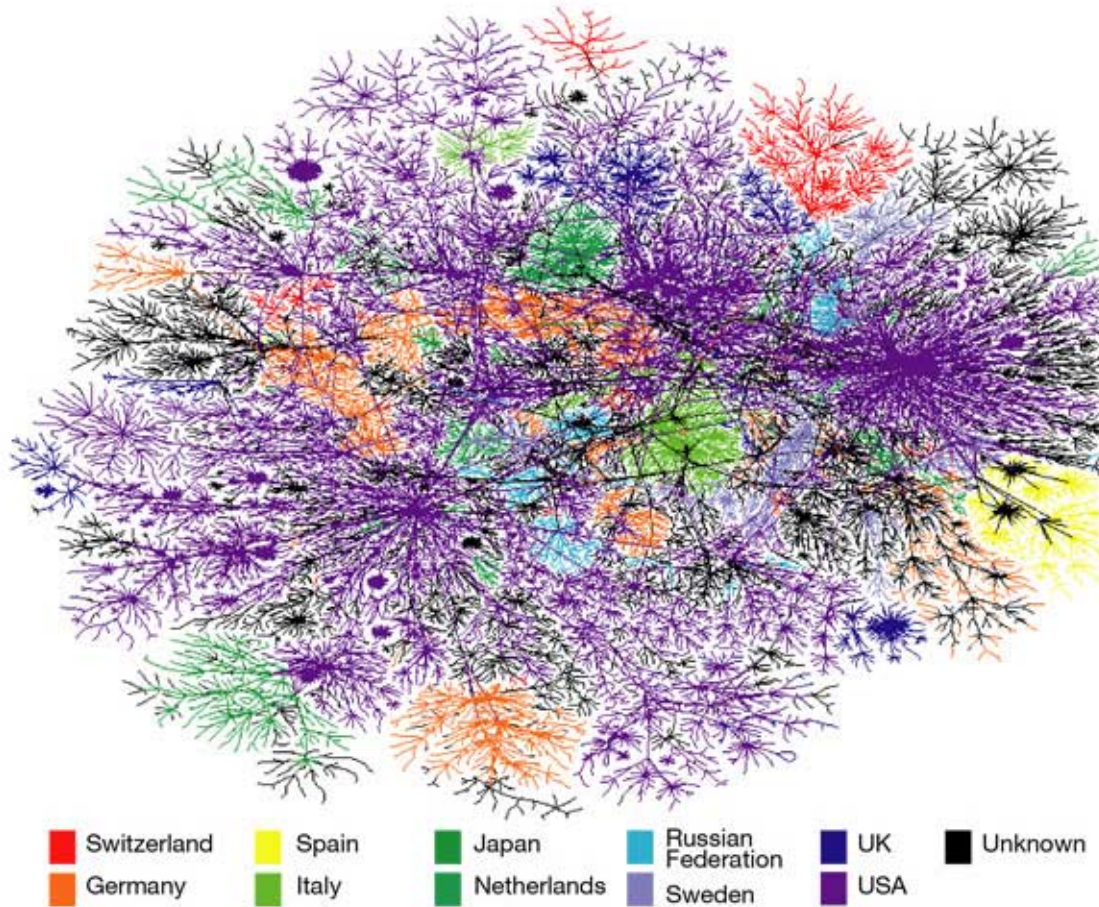 Switzerland
Spain
Japan
Russian
Federation
UK
Unknown
Germany
Italy
Netherlands
Sweden
USA